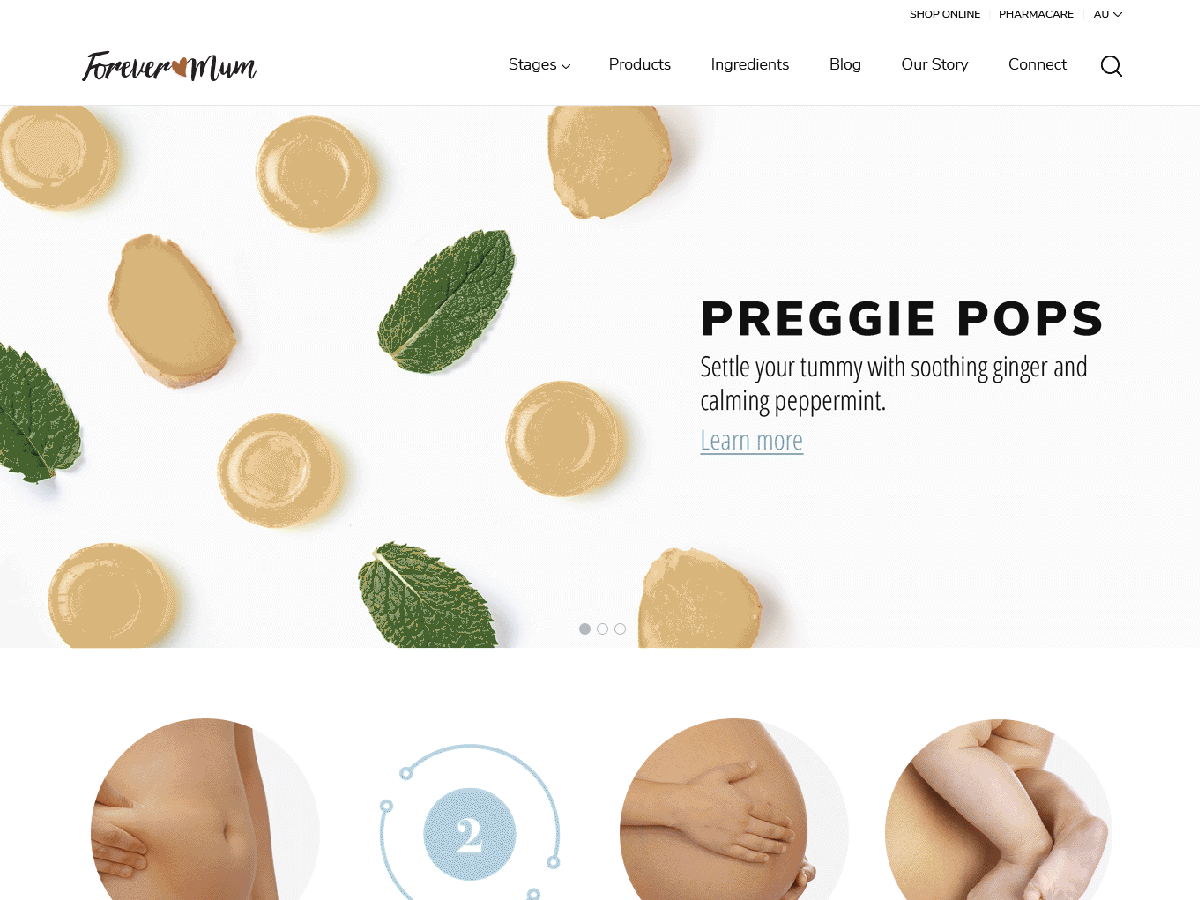 SHOP ONLINE PHARMACARE AU
Forever Mum
Stages Products Ingredients Blog Our Story Connect
PREGGIE POPS
Settle your tummy with soothing ginger and
calming peppermint.
Learn more
2